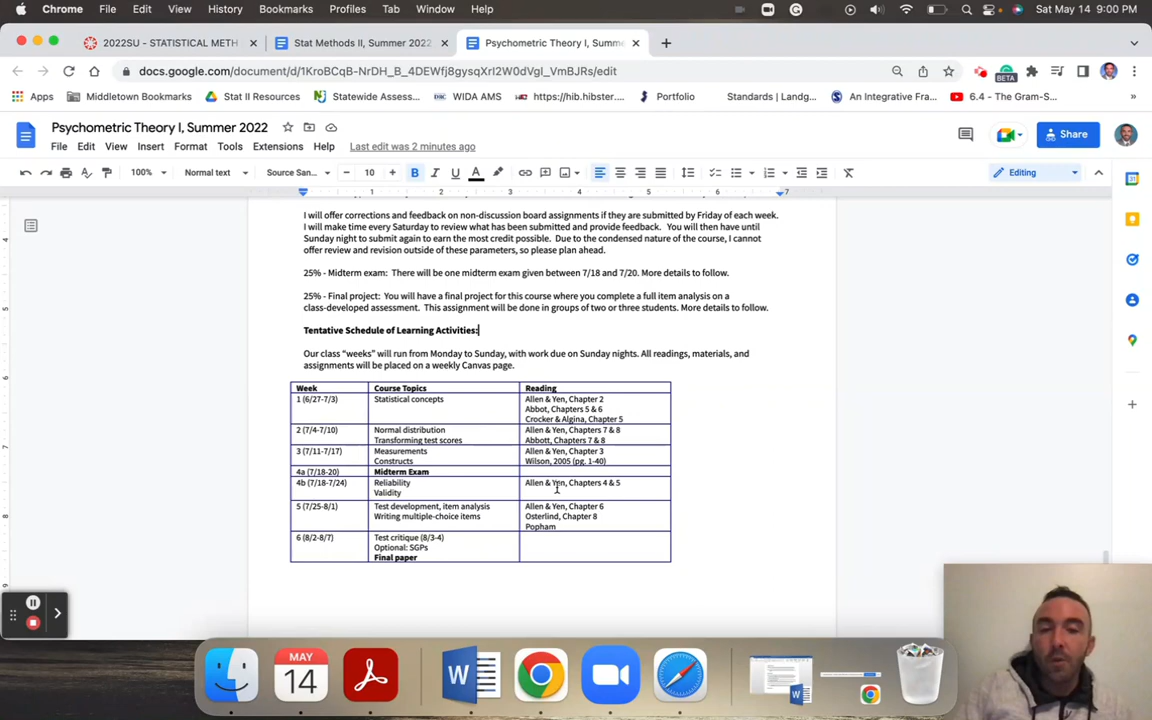 Chrome File Edit View History Bookmarks Profiles Tab Window Help Sat May 14 9:00 PM
2022SU - STATISTICAL METH Stat Methods II, Summer 2022 Psychometric Theory I, Summ
docs.google.com/document/d/1KroBCqB-NrDH_B_4DEWfj8gysqXrI2W0dVgI_VmBJRs/edit
BETA
Apps Middletown Bookmarks Stat II Resources Statewide Assess... WIDA AMS https://hib.hibster... Portfolio Standards | Landg... An Integrative Fra... 6.4 - The Gram-S...
Psychometric Theory I, Summer 2022
File Edit View Insert Format Tools Extensions Help Last edit was 2 minutes ago
Share
100% Normal text Source San... 10 Editing
1 2 3 4 5 6 7
I will offer corrections and feedback on non-discussion board assignments if they are submitted by Friday of each week.
I will make time every Saturday to review what has been submitted and provide feedback. You will then have until
Sunday night to submit again to earn the most credit possible. Due to the condensed nature of the course, I cannot
offer review and revision outside of these parameters, so please plan ahead.
25% - Midterm exam: There will be one midterm exam given between 7/18 and 7/20. More details to follow.
25% - Final project: You will have a final project for this course where you complete a full item analysis on a
class-developed assessment. This assignment will be done in groups of two or three students. More details to follow.
Tentative Schedule of Learning Activities:
Our class "weeks" will run from Monday to Sunday, with work due on Sunday nights. All readings, materials, and
assignments will be placed on a weekly Canvas page.
Week Course Topics Reading
1 (6/27-7/3) Statistical concepts Allen & Yen, Chapter 2
Abbot, Chapters 5 & 6
Crocker & Algina, Chapter 5
2 (7/4-7/10) Normal distribution Allen & Yen, Chapters 7 & 8
Transforming test scores Abbott, Chapters 7 & 8
3 (7/11-7/17) Measurements Allen & Yen, Chapter 3
Constructs Wilson, 2005 (pg. 1-40)
4a (7/18-20) Midterm Exam
4b (7/18-7/24) Reliability Allen & Yen, Chapters 4 & 5
Validity
5 (7/25-8/1) Test development, item analysis Allen & Yen, Chapter 6
Writing multiple-choice items Osterlind, Chapter 8
Popham
6 (8/2-8/7) Test critique (8/3-4)
Optional: SGPs
Final paper
MAY
14